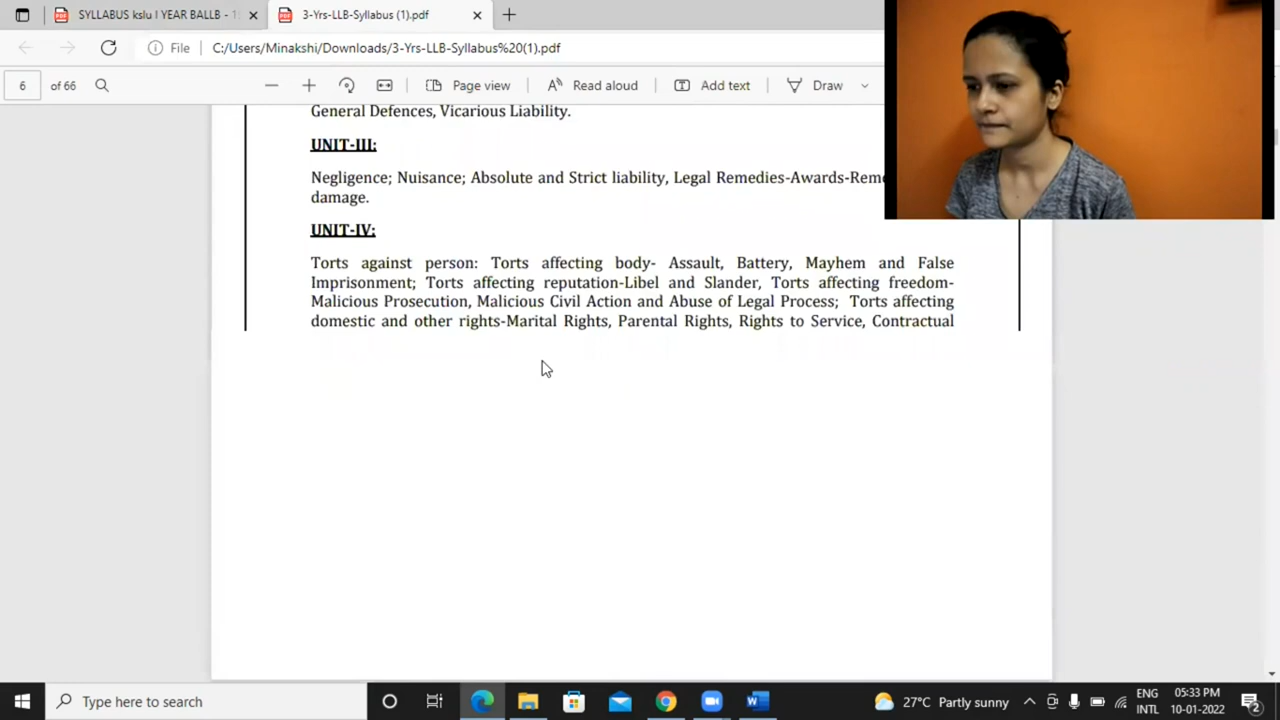 SYLLABUS kslu I YEAR BALLB - 1
3-Yrs-LLB-Syllabus (1).pdf
File
C:/Users/Minakshi/Downloads/3-Yrs-LLB-Syllabus%20(1).pdf
6 of 66
Page view
Read aloud
Add text
Draw
General Defences, Vicarious Liability.
UNIT-III:
Negligence; Nuisance; Absolute and Strict liability, Legal Remedies-Awards-Reme
damage.
UNIT-IV:
Torts against person: Torts affecting body- Assault, Battery, Mayhem and False
Imprisonment; Torts affecting reputation-Libel and Slander, Torts affecting freedom-
Malicious Prosecution, Malicious Civil Action and Abuse of Legal Process; Torts affecting
domestic and other rights-Marital Rights, Parental Rights, Rights to Service, Contractual
Type here to search
27°C Partly sunny
ENG
INTL
05:33 PM
10-01-2022
2